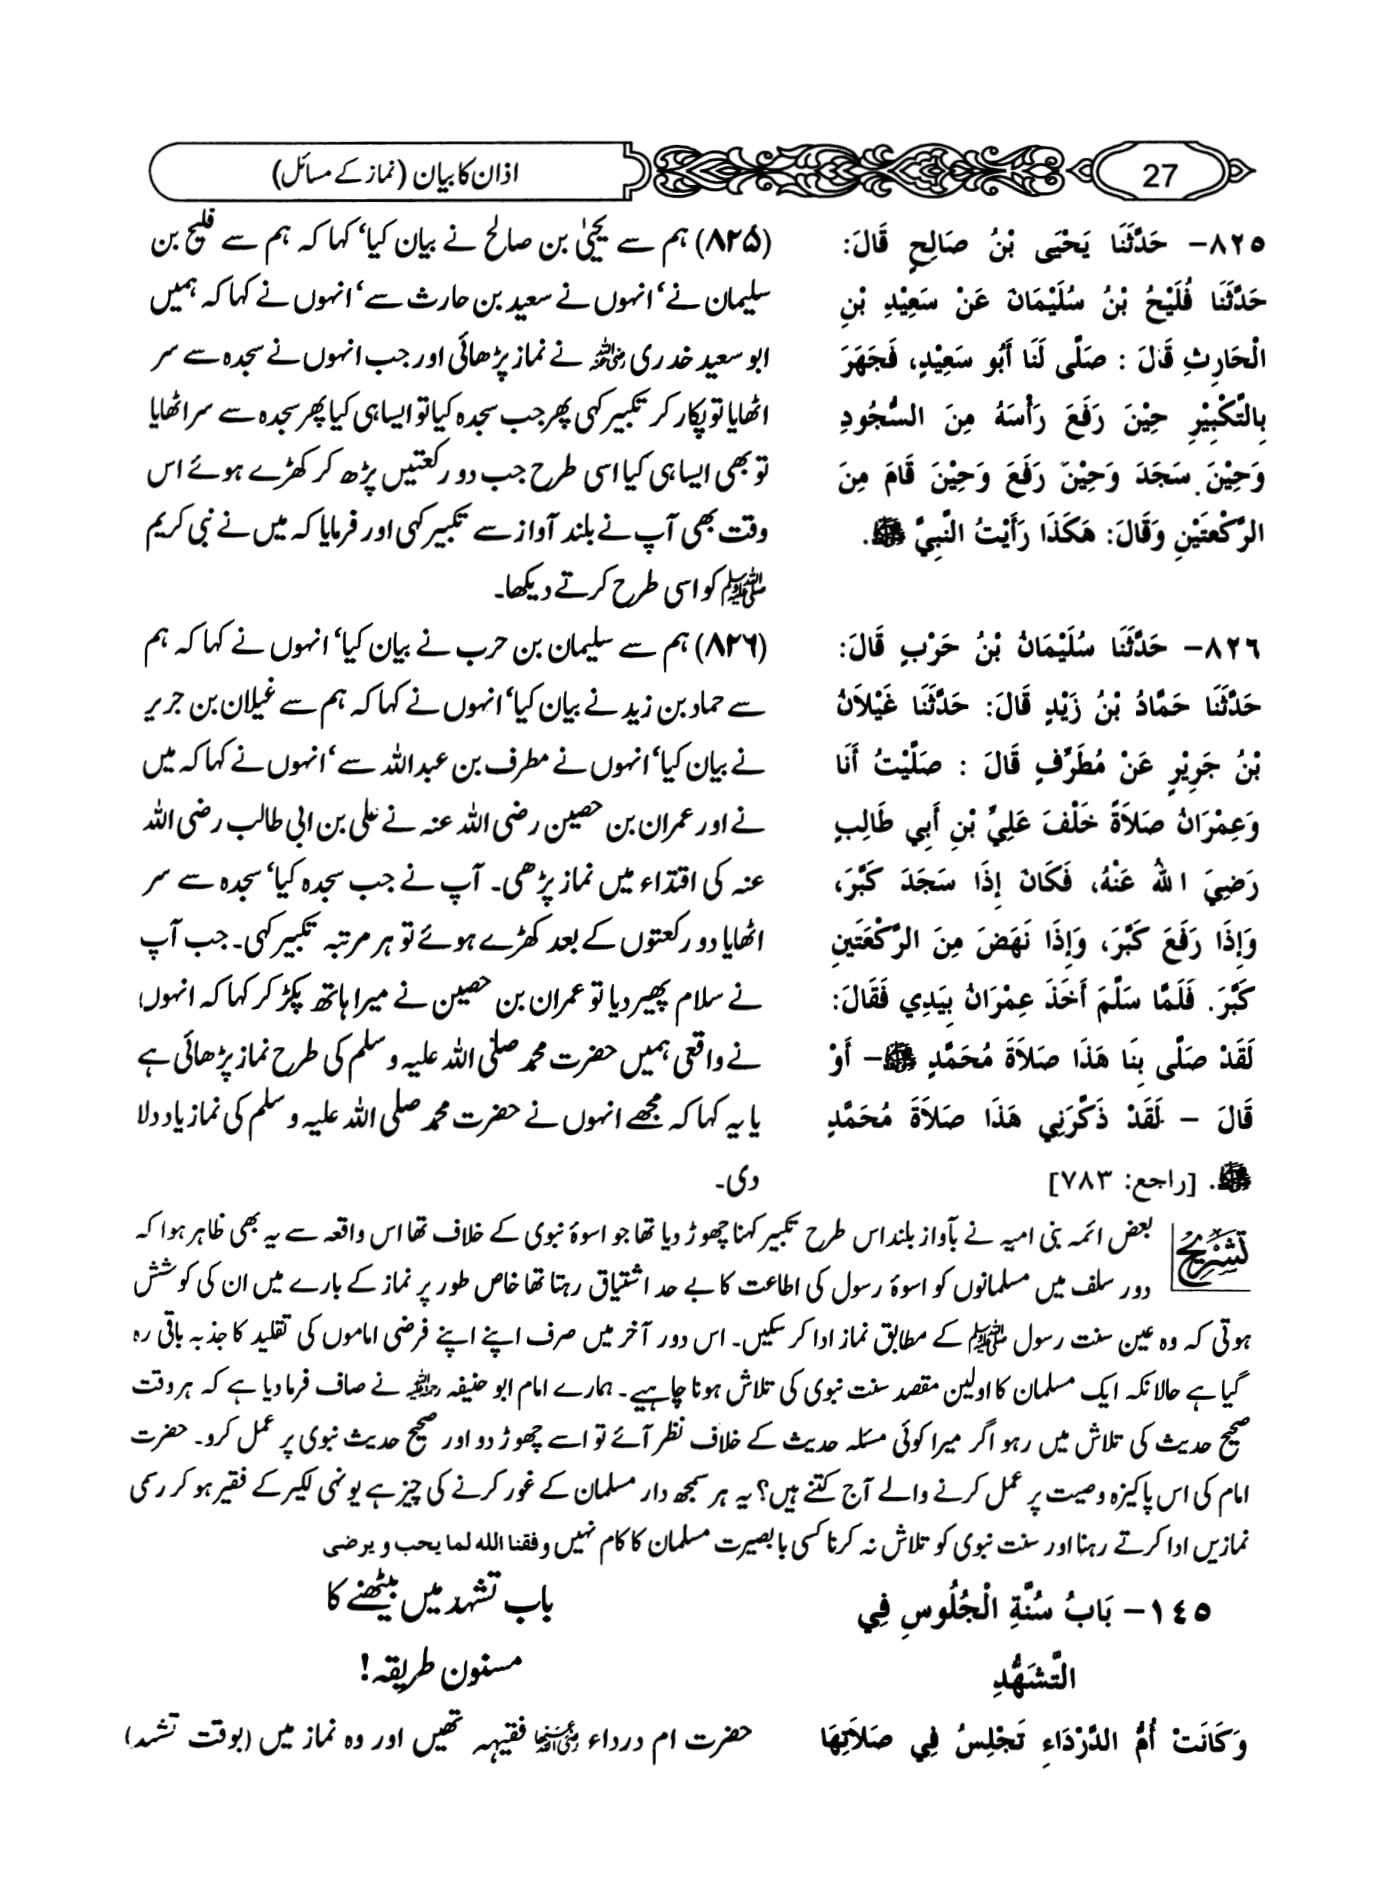 27
اذان کا بیان (نماز کے مسائل)
٨٢٥- حَدَّثَنَا يَحْيَى بْنُ صَالِحٍ قَالَ:
حَدَّثَنَا فُلَيْحُ بْنُ سُلَيْمَانَ عَنْ سَعِيْدِ بْنِ
الْحَارِثِ قَالَ : صَلَّى لَنَا أَبُو سَعِيْدٍ، فَجَهَرَ
بِالتَّكْبِيْرِ حِيْنَ رَفَعَ رَأْسَهُ مِنَ السُّجُودِ
وَحِيْنَ سَجَدَ وَحِيْنَ رَفَعَ وَحِيْنَ قَامَ مِنَ
الرَّكْعَتَيْنِ وَقَالَ: هَكَذَا رَأَيْتُ النَّبِيَّ ﷺ.
(۸۲۵) ہم سے یحییٰ بن صالح نے بیان کیا‘ کہا کہ ہم سے فلیح بن
سلیمان نے‘ انہوں نے سعید بن حارث سے‘ انہوں نے کہا کہ ہمیں
ابو سعید خدری رضی اللہ عنہ نے نماز پڑھائی اور جب انہوں نے سجدہ سے سر
اٹھایا تو پکار کر تکبیر کہی پھر جب سجدہ کیا تو ایسا ہی کیا پھر سجدہ سے سر اٹھایا
تو بھی ایسا ہی کیا اسی طرح جب دو رکعتیں پڑھ کر کھڑے ہوئے اس
وقت بھی آپ نے بلند آواز سے تکبیر کہی اور فرمایا کہ میں نے نبی کریم
ﷺ کو اسی طرح کرتے دیکھا۔
٨٢٦- حَدَّثَنَا سُلَيْمَانُ بْنُ حَرْبٍ قَالَ:
حَدَّثَنَا حَمَّادُ بْنُ زَيْدٍ قَالَ: حَدَّثَنَا غَيْلاَنُ
بْنُ جَرِيْرٍ عَنْ مُطَرِّفٍ قَالَ : صَلَّيْتُ أَنَا
وَعِمْرَانُ صَلاَةً خَلْفَ عَلِيِّ بْنِ أَبِي طَالِبٍ
رَضِيَ اللهُ عَنْهُ، فَكَانَ إِذَا سَجَدَ كَبَّرَ،
وَإِذَا رَفَعَ كَبَّرَ، وَإِذَا نَهَضَ مِنَ الرَّكْعَتَينِ
كَبَّرَ. فَلَمَّا سَلَّمَ أَخَذَ عِمْرَانُ بِيَدِي فَقَالَ:
لَقَدْ صَلَّى بِنَا هَذَا صَلاَةَ مُحَمَّدٍ ﷺ- أَوْ
قَالَ – لَقَدْ ذَكَّرَنِي هَذَا صَلاَةَ مُحَمَّدٍ
ﷺ. [راجع: ٧٨٣]
(۸۲۶) ہم سے سلیمان بن حرب نے بیان کیا‘ انہوں نے کہا کہ ہم
سے حماد بن زید نے بیان کیا‘ انہوں نے کہا کہ ہم سے غیلان بن جریر
نے بیان کیا‘ انہوں نے مطرف بن عبداللہ سے‘ انہوں نے کہا کہ میں
نے اور عمران بن حصین رضی اللہ عنہ نے علی بن ابی طالب رضی اللہ
عنہ کی اقتداء میں نماز پڑھی۔ آپ نے جب سجدہ کیا‘ سجدہ سے سر
اٹھایا دو رکعتوں کے بعد کھڑے ہوئے تو ہر مرتبہ تکبیر کہی۔ جب آپ
نے سلام پھیر دیا تو عمران بن حصین نے میرا ہاتھ پکڑ کر کہا کہ انہوں
نے واقعی ہمیں حضرت محمد صلی اللہ علیہ وسلم کی طرح نماز پڑھائی ہے
یا یہ کہا کہ مجھے انہوں نے حضرت محمد صلی اللہ علیہ وسلم کی نماز یاد دلا
دی۔
تشریح
بعض ائمہ بنی امیہ نے بآواز بلند اس طرح تکبیر کہنا چھوڑ دیا تھا جو اسوۂ نبوی کے خلاف تھا اس واقعہ سے یہ بھی ظاہر ہوا کہ
دور سلف میں مسلمانوں کو اسوۂ رسول کی اطاعت کا بے حد اشتیاق رہتا تھا خاص طور پر نماز کے بارے میں ان کی کوشش
ہوتی کہ وہ عین سنت رسول ﷺ کے مطابق نماز ادا کر سکیں۔ اس دور آخر میں صرف اپنے اپنے فرضی اماموں کی تقلید کا جذبہ باقی رہ
گیا ہے حالانکہ ایک مسلمان کا اولین مقصد سنت نبوی کی تلاش ہونا چاہیے۔ ہمارے امام ابو حنیفہ رحمۃ اللہ علیہ نے صاف فرما دیا ہے کہ ہر وقت
صحیح حدیث کی تلاش میں رہو اگر میرا کوئی مسئلہ حدیث کے خلاف نظر آئے تو اسے چھوڑ دو اور صحیح حدیث نبوی پر عمل کرو۔ حضرت
امام کی اس پاکیزہ وصیت پر عمل کرنے والے آج کتنے ہیں؟ یہ ہر سمجھ دار مسلمان کے غور کرنے کی چیز ہے یونہی لکیر کے فقیر ہو کر رسمی
نمازیں ادا کرتے رہنا اور سنت نبوی کو تلاش نہ کرنا کسی بابصیرت مسلمان کا کام نہیں وفقنا الله لما يحب ويرضى
١٤٥- بَابُ سُنَّةِ الْجُلُوسِ فِي
التَّشَهُّدِ
باب تشہد میں بیٹھنے کا
مسنون طریقہ!
وَكَانَتْ أُمُّ الدَّرْدَاءِ تَجْلِسُ فِي صَلاَتِهَا
حضرت ام درداء رضی اللہ عنہا فقیہہ تھیں اور وہ نماز میں (بوقت تشہد)